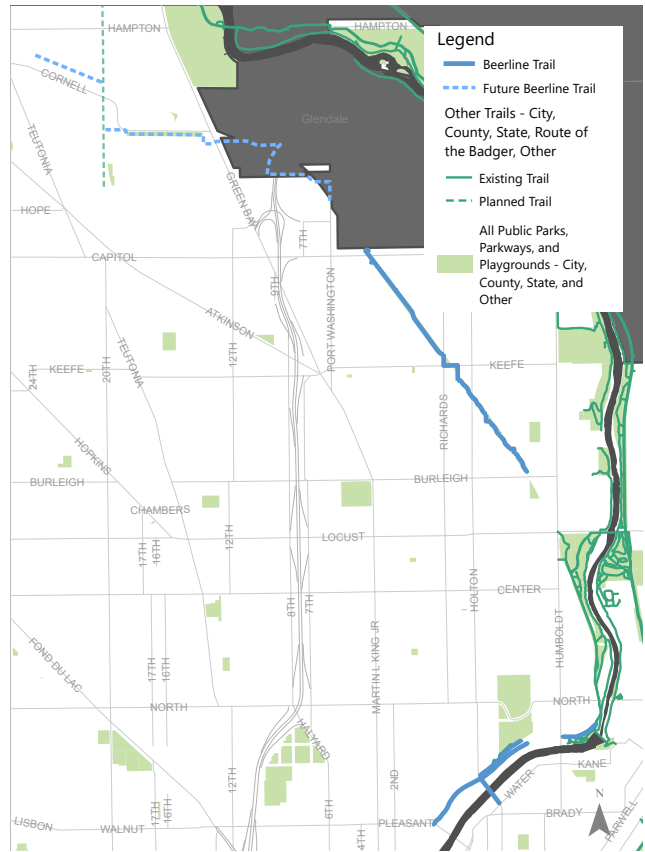 HAMPTON
HAMPTON
Legend
Beerline Trail
Future Beerline Trail
Other Trails - City,
County, State, Route of
the Badger, Other
Existing Trail
Planned Trail
All Public Parks,
Parkways, and
Playgrounds - City,
County, State, and
Other
CORNELL
Glendale
TEUTONIA
GREEN BAY
HOPE
7TH
CAPITOL
9TH
PORT WASHINGTON
ATKINSON
TEUTONIA
12TH
24TH
KEEFE
20TH
KEEFE
RICHARDS
HOPKINS
BURLEIGH
BURLEIGH
CHAMBERS
12TH
LOCUST
17TH
16TH
CENTER
HOLTON
8TH
7TH
HUMBOLDT
FOND DU LAC
17TH
16TH
MARTIN L KING JR
NORTH
NORTH
HALYARD
12TH
2ND
WATER
KANE
N
17TH
16TH
6TH
BRADY
FARWELL
LISBON
WALNUT
PLEASANT
4TH